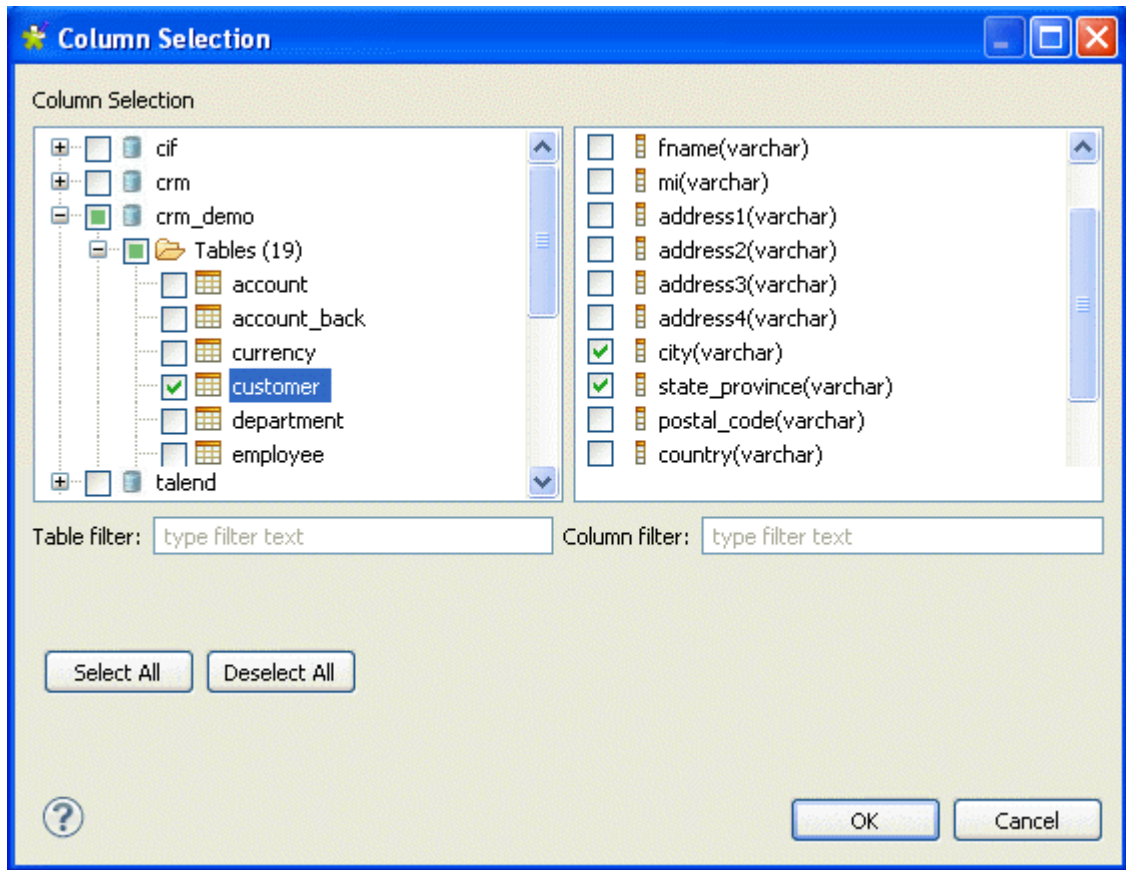 Column Selection
Column Selection
cif
crm
crm_demo
Tables (19)
account
account_back
currency
customer
department
employee
talend
fname(varchar)
mi(varchar)
address1(varchar)
address2(varchar)
address3(varchar)
address4(varchar)
city(varchar)
state_province(varchar)
postal_code(varchar)
country(varchar)
Table filter: type filter text Column filter: type filter text
Select All Deselect All
? OK Cancel